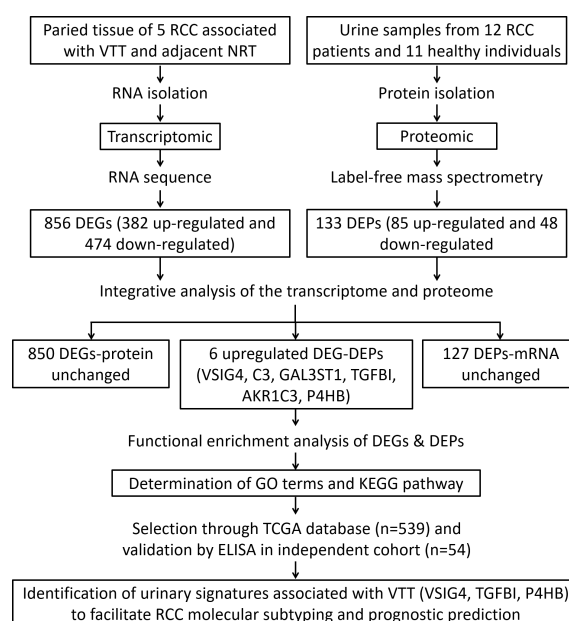 Paried tissue of 5 RCC associated
with VTT and adjacent NRT
Urine samples from 12 RCC
patients and 11 healthy individuals
RNA isolation
Protein isolation
Transcriptomic
Proteomic
RNA sequence
Label-free mass spectrometry
856 DEGs (382 up-regulated and
474 down-regulated)
133 DEPs (85 up-regulated and 48
down-regulated
Integrative analysis of the transcriptome and proteome
850 DEGs-protein
unchanged
6 upregulated DEG-DEPs
(VSIG4, C3, GAL3ST1, TGFBI,
AKR1C3, P4HB)
127 DEPs-mRNA
unchanged
Functional enrichment analysis of DEGs & DEPs
Determination of GO terms and KEGG pathway
Selection through TCGA database (n=539) and
validation by ELISA in independent cohort (n=54)
Identification of urinary signatures associated with VTT (VSIG4, TGFBI, P4HB)
to facilitate RCC molecular subtyping and prognostic prediction